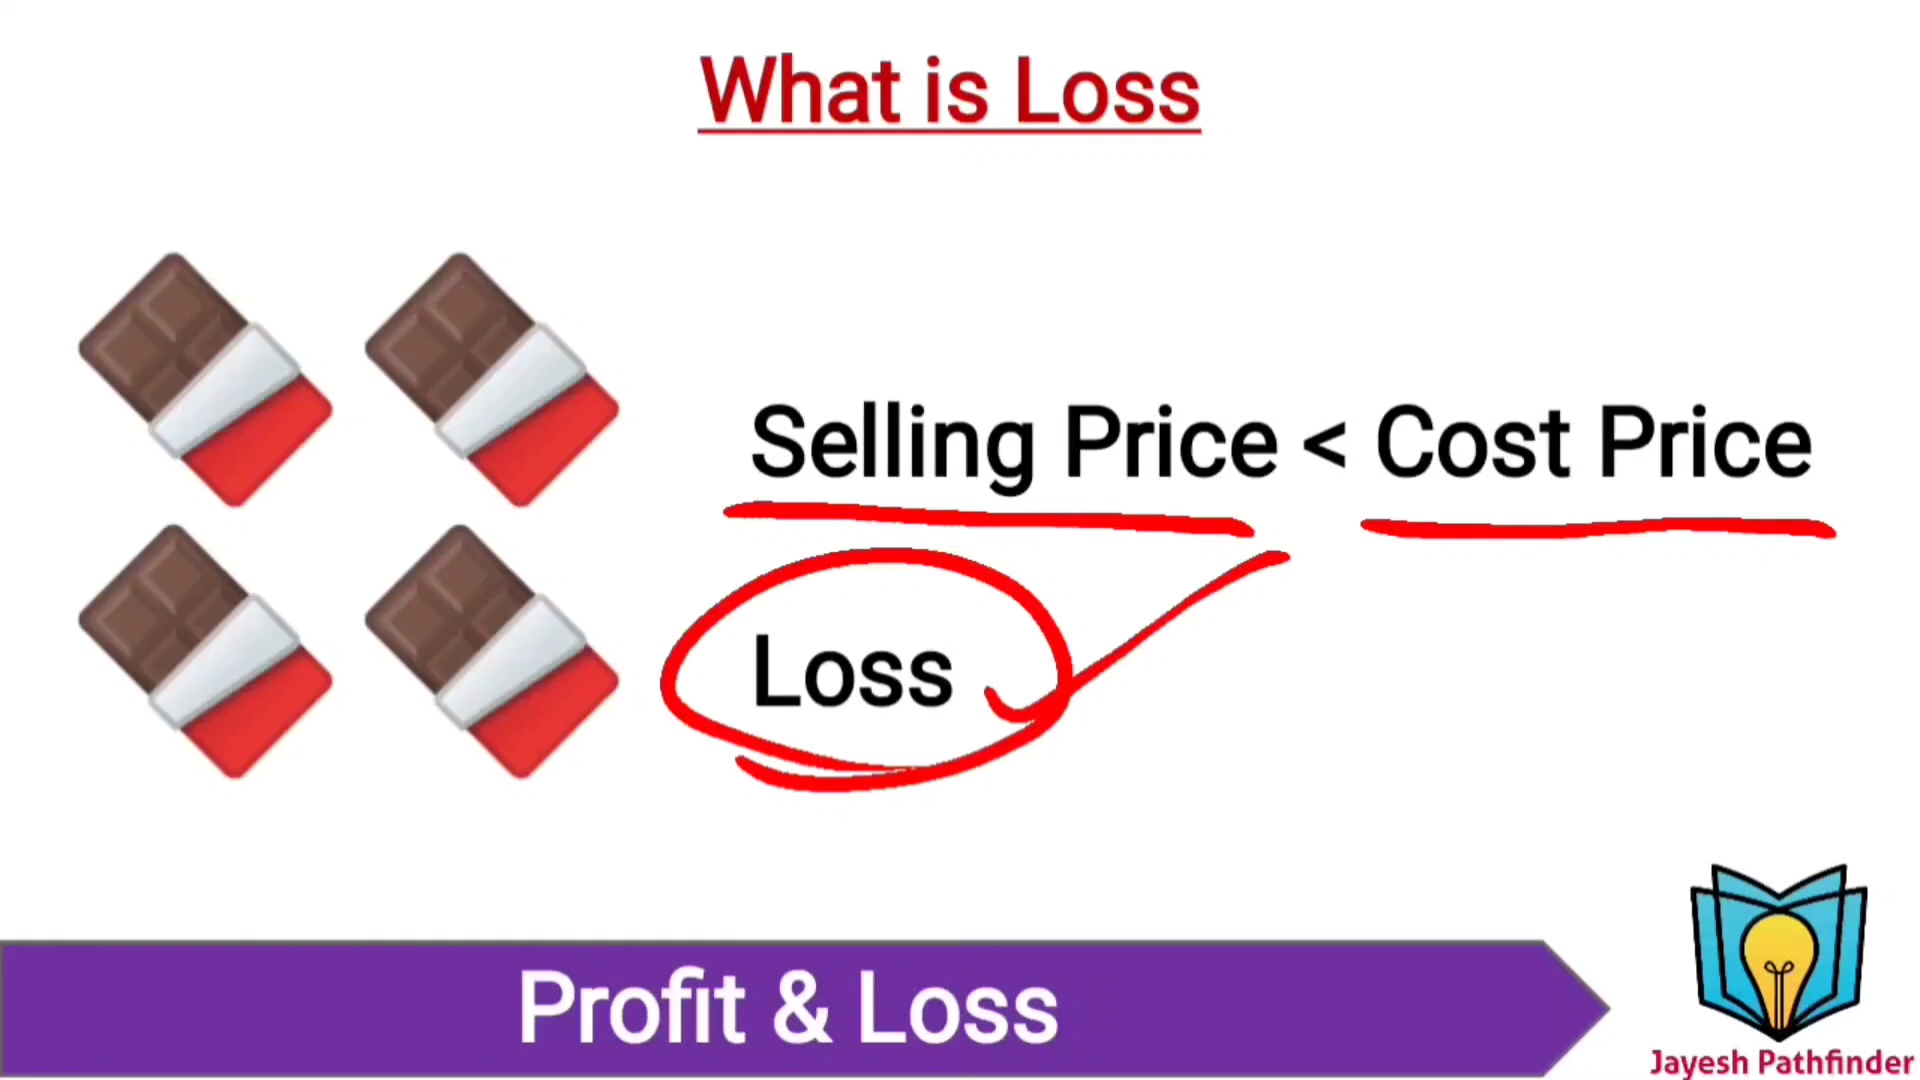 What is Loss
Selling Price < Cost Price
Loss
Profit & Loss
Jayesh Pathfinder